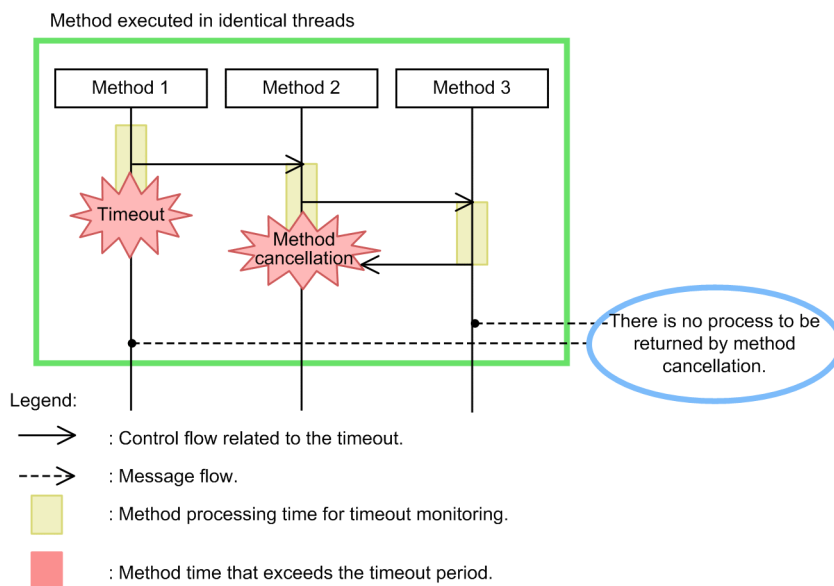 Method executed in identical threads
Method 1
Method 2
Method 3
Timeout
Method
cancellation
There is no process to be
returned by method
cancellation.
Legend:
: Control flow related to the timeout.
: Message flow.
: Method processing time for timeout monitoring.
: Method time that exceeds the timeout period.